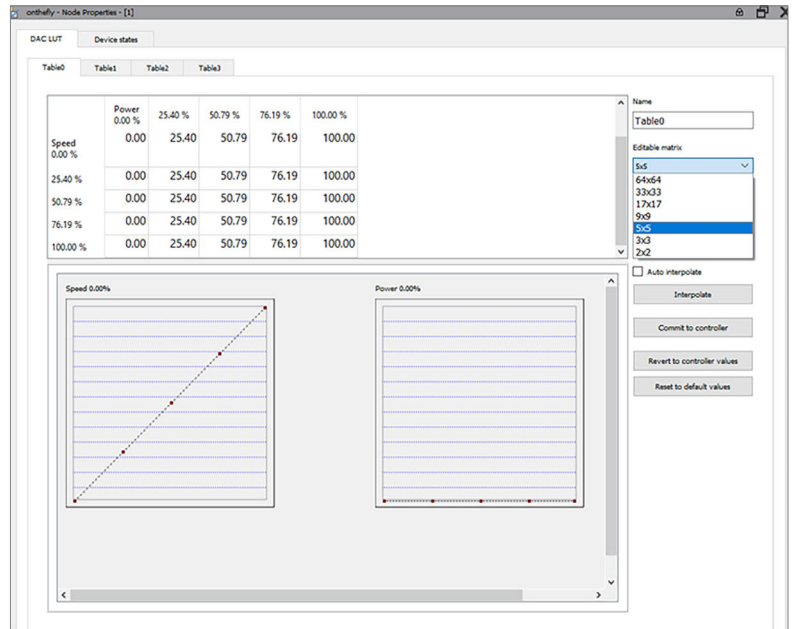 onthefly - Node Properties - [1]
DAC LUT Device states
Table0 Table1 Table2 Table3
Power
0.00 % 25.40 % 50.79 % 76.19 % 100.00 %
Speed
0.00 % 0.00 25.40 50.79 76.19 100.00
25.40 % 0.00 25.40 50.79 76.19 100.00
50.79 % 0.00 25.40 50.79 76.19 100.00
76.19 % 0.00 25.40 50.79 76.19 100.00
100.00 % 0.00 25.40 50.79 76.19 100.00
Name
Table0
Editable matrix
5x5
64x64
33x33
17x17
9x9
5x5
3x3
2x2
Auto interpolate
Interpolate
Commit to controller
Revert to controller values
Reset to default values
Speed 0.00% Power 0.00%